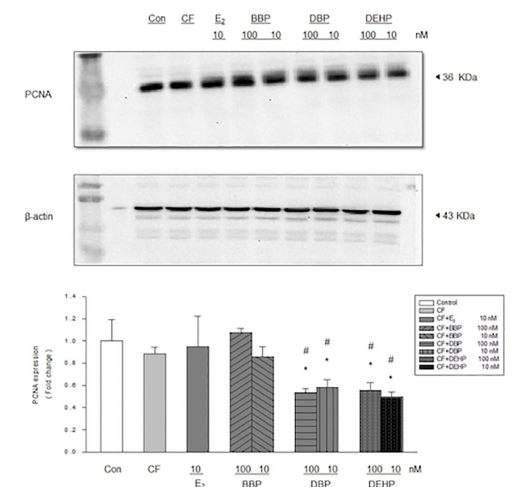 Con CF E2 BBP DBP DEHP
10 100 10 100 10 100 10 nM
PCNA
36 KDa
β-actin
43 KDa
PCNA expression
( Fold change )
1.4
1.2
1.0
0.8
0.6
0.4
0.2
0.0
# # # #
* * * *
Control
CF
CF+E2 10 nM
CF+BBP 100 nM
CF+BBP 10 nM
CF+DBP 100 nM
CF+DBP 10 nM
CF+DEHP 100 nM
CF+DEHP 10 nM
Con CF 10 100 10 100 10 100 10 nM
E2 BBP DBP DEHP